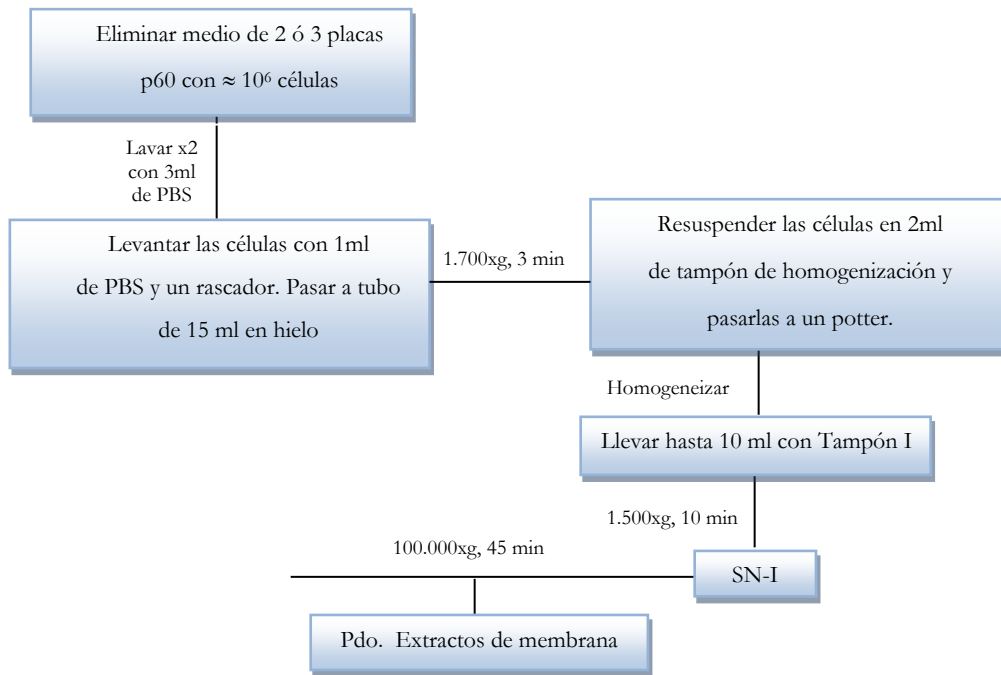 Eliminar medio de 2 ó 3 placas
p60 con ≈ 10⁶ células
Lavar x2
con 3ml
de PBS
Levantar las células con 1ml
de PBS y un rascador. Pasar a tubo
de 15 ml en hielo
1.700xg, 3 min
Resuspender las células en 2ml
de tampón de homogenización y
pasarlas a un potter.
Homogeneizar
Llevar hasta 10 ml con Tampón I
1.500xg, 10 min
SN-I
100.000xg, 45 min
Pdo. Extractos de membrana